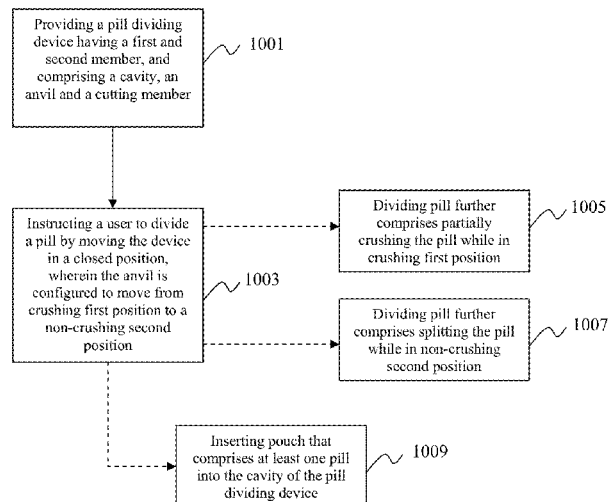 Providing a pill dividing
device having a first and
second member, and
comprising a cavity, an
anvil and a cutting member
1001
Instructing a user to divide
a pill by moving the device
in a closed position,
wherein the anvil is
configured to move from
crushing first position to a
non-crushing second
position
1003
Dividing pill further
comprises partially
crushing the pill while in
crushing first position
1005
Dividing pill further
comprises splitting the pill
while in non-crushing
second position
1007
Inserting pouch that
comprises at least one pill
into the cavity of the pill
dividing device
1009